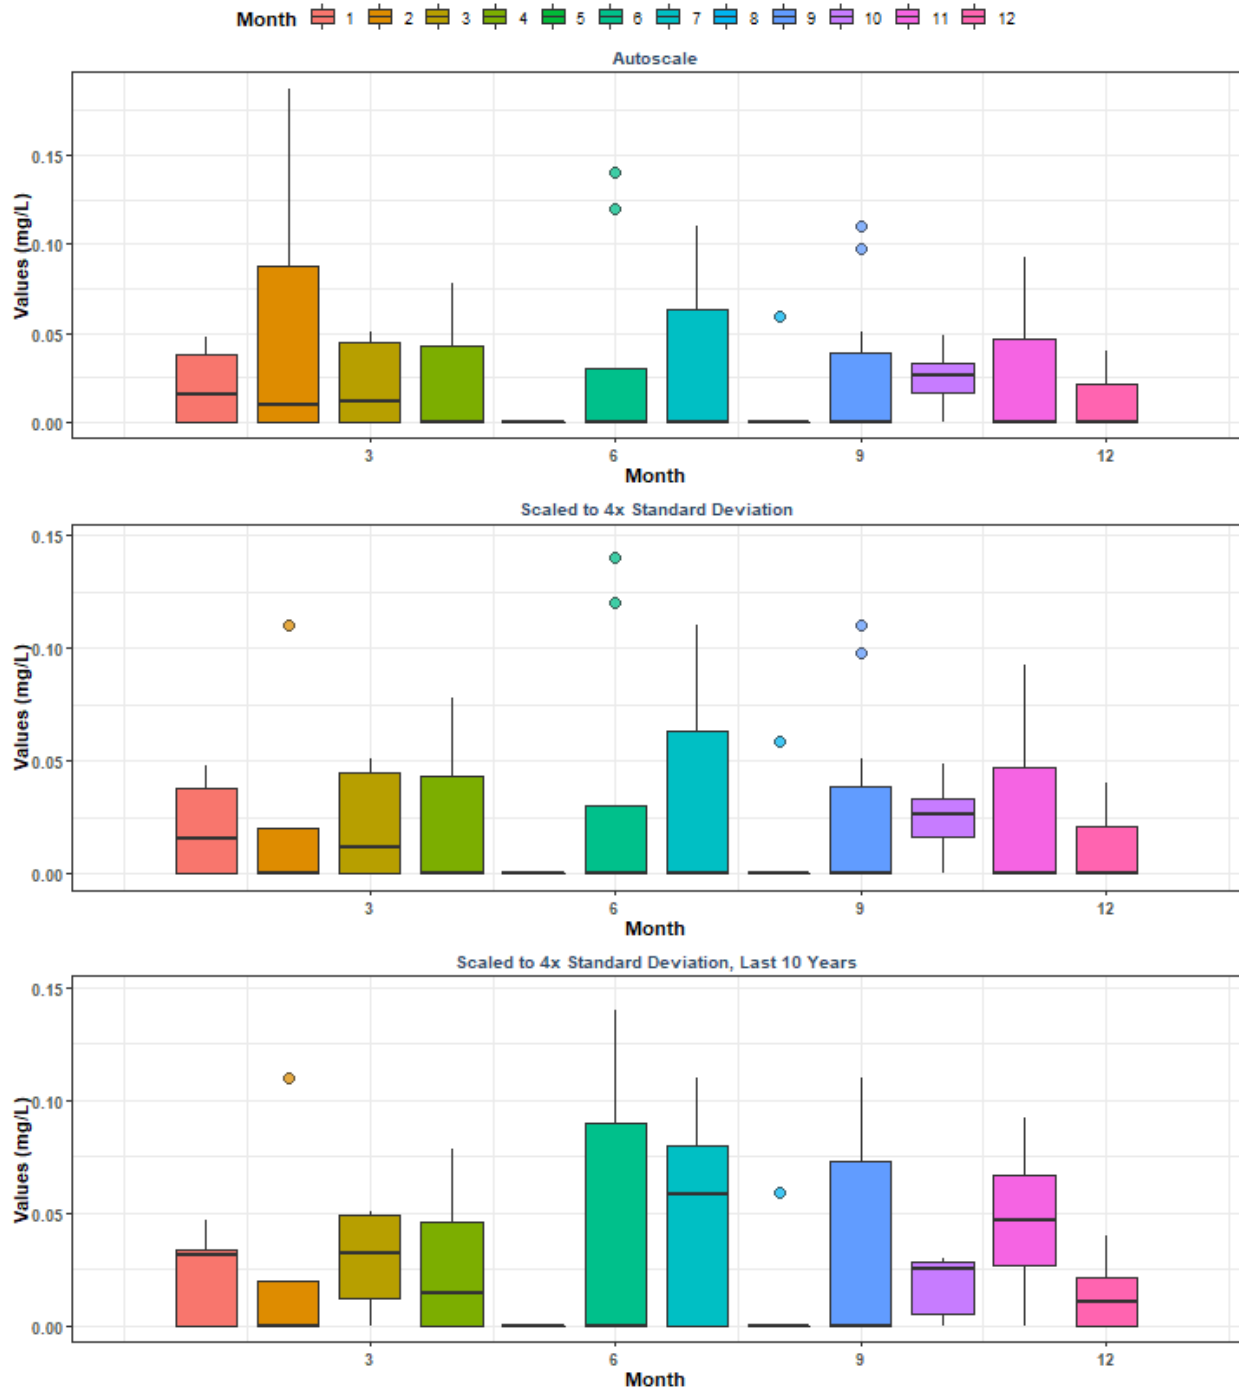 Month 1 2 3 4 5 6 7 8 9 10 11 12
Autoscale
Values (mg/L)
0.15
0.10
0.05
0.00
3 6 9 12
Month
Scaled to 4x Standard Deviation
Values (mg/L)
0.15
0.10
0.05
0.00
3 6 9 12
Month
Scaled to 4x Standard Deviation, Last 10 Years
Values (mg/L)
0.15
0.10
0.05
0.00
3 6 9 12
Month